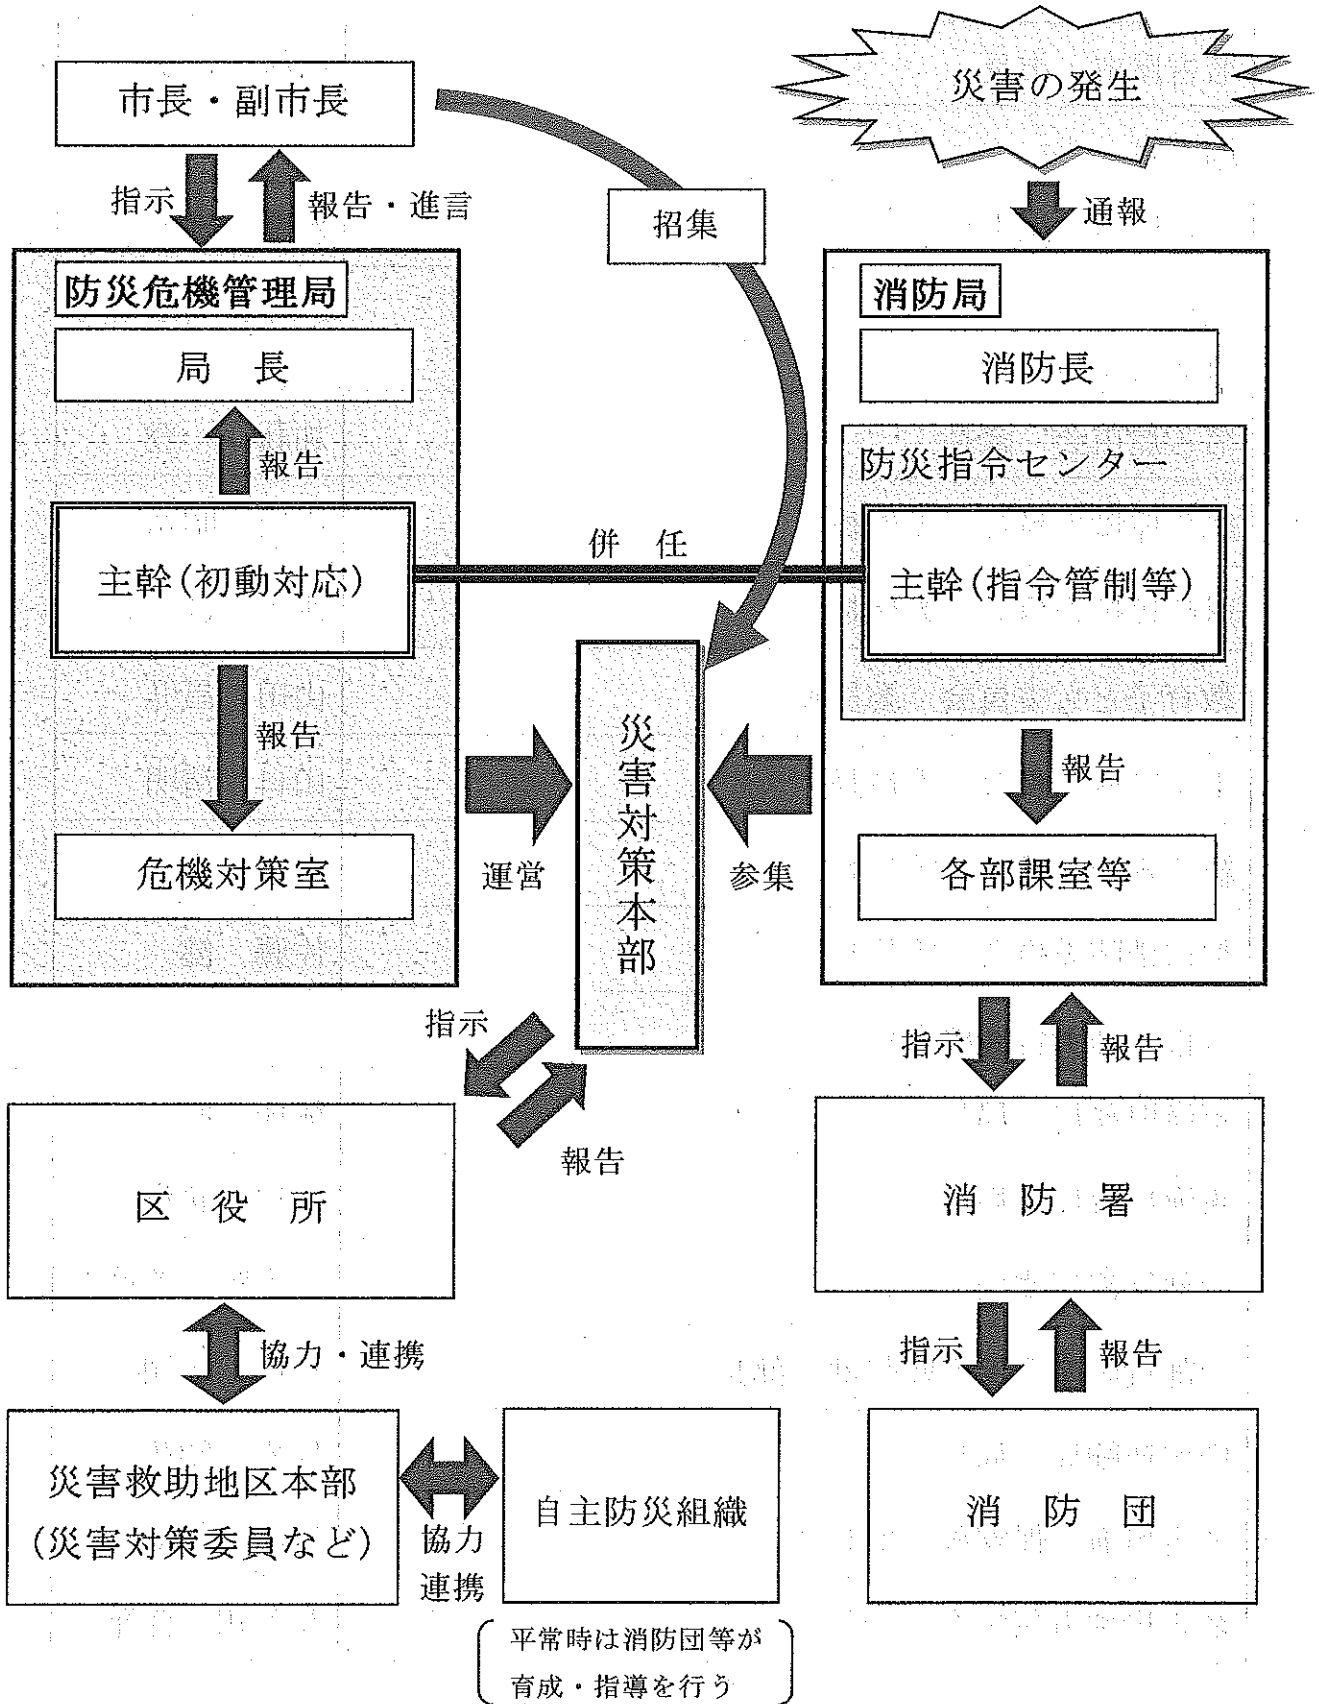 災害の発生
市長・副市長
指示
報告・進言
招集
通報
防災危機管理局
消防局
局　長
消防長
報告
防災指令センター
併　任
主幹(初動対応)
主幹(指令管制等)
報告
災害対策本部
報告
運営
参集
危機対策室
各部課室等
指示
報告
指示
報告
区　役　所
消　防　署
協力・連携
指示
報告
災害救助地区本部
(災害対策委員など)
協力
連携
自主防災組織
消　防　団
平常時は消防団等が
育成・指導を行う